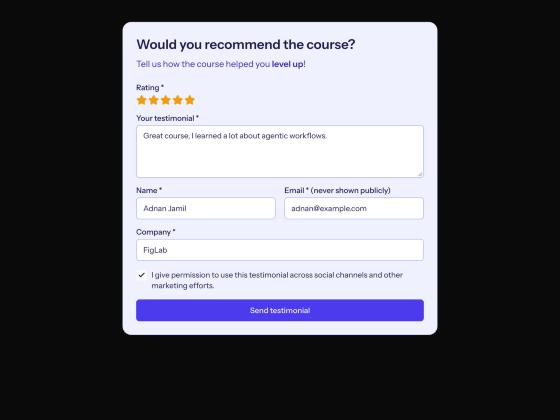 Would you recommend the course?
Tell us how the course helped you level up!
Rating *
Your testimonial *
Great course, I learned a lot about agentic workflows.
Name *
Email * (never shown publicly)
Adnan Jamil
adnan@example.com
Company *
FigLab
I give permission to use this testimonial across social channels and other
marketing efforts.
Send testimonial